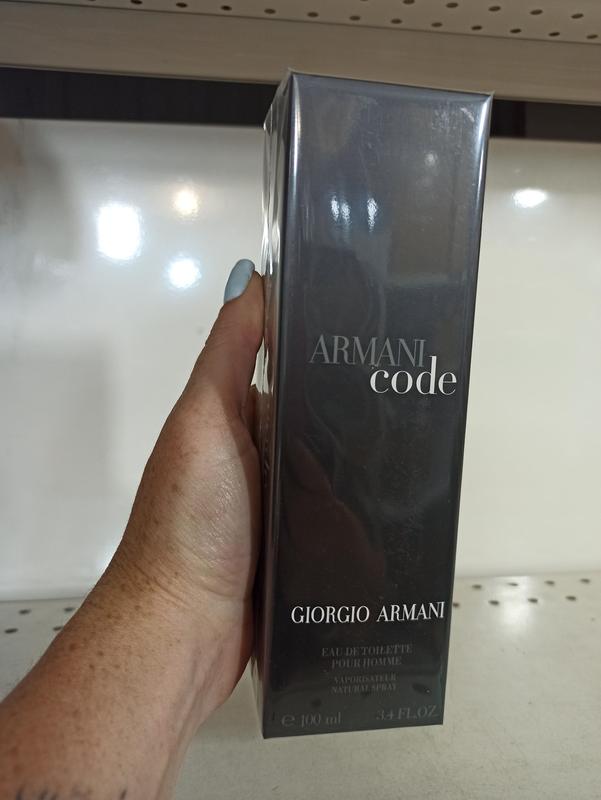 ARMANI
code
GIORGIO ARMANI
EAU DE TOILETTE
POUR HOMME
VAPORISATEUR
NATURAL SPRAY
℮ 100 ml 3.4 FL.OZ